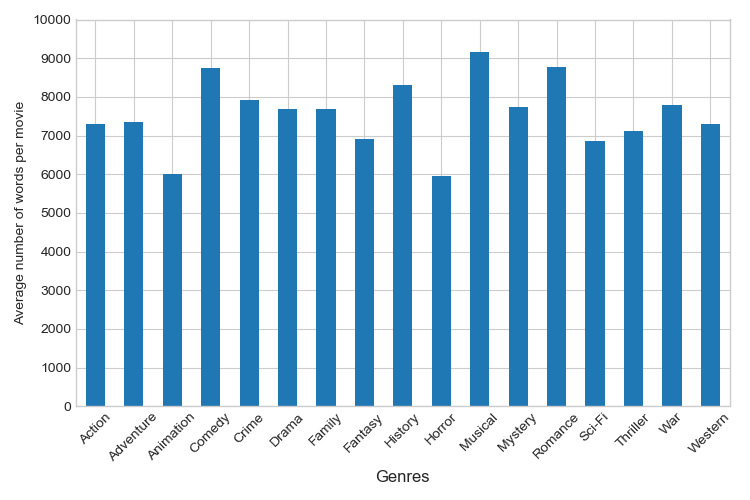 Average number of words per movie
10000
9000
8000
7000
6000
5000
4000
3000
2000
1000
0
Action
Adventure
Animation
Comedy
Crime
Drama
Family
Fantasy
History
Horror
Musical
Mystery
Romance
Sci-Fi
Thriller
War
Western
Genres